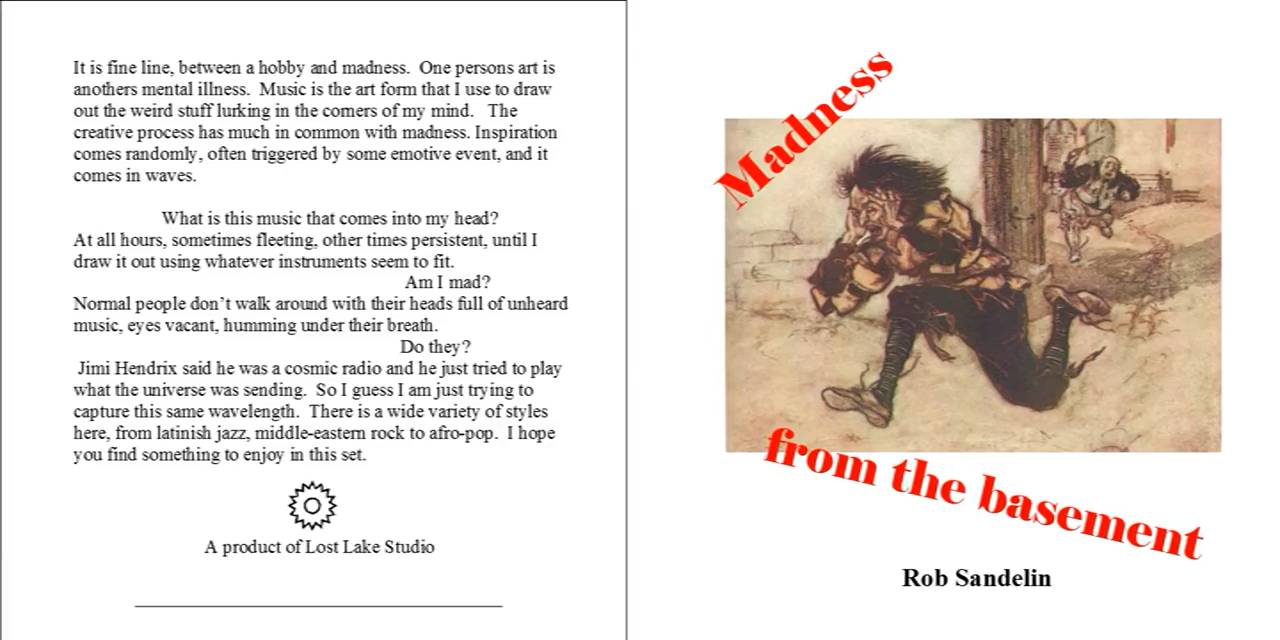 It is fine line, between a hobby and madness.  One persons art is
anothers mental illness.  Music is the art form that I use to draw
out the weird stuff lurking in the corners of my mind.   The
creative process has much in common with madness. Inspiration
comes randomly, often triggered by some emotive event, and it
comes in waves.
What is this music that comes into my head?
At all hours, sometimes fleeting, other times persistent, until I
draw it out using whatever instruments seem to fit.
Am I mad?
Normal people don’t walk around with their heads full of unheard
music, eyes vacant, humming under their breath.
Do they?
Jimi Hendrix said he was a cosmic radio and he just tried to play
what the universe was sending.  So I guess I am just trying to
capture this same wavelength.  There is a wide variety of styles
here, from latinish jazz, middle-eastern rock to afro-pop.  I hope
you find something to enjoy in this set.
A product of Lost Lake Studio
Madness
from the basement
Rob Sandelin